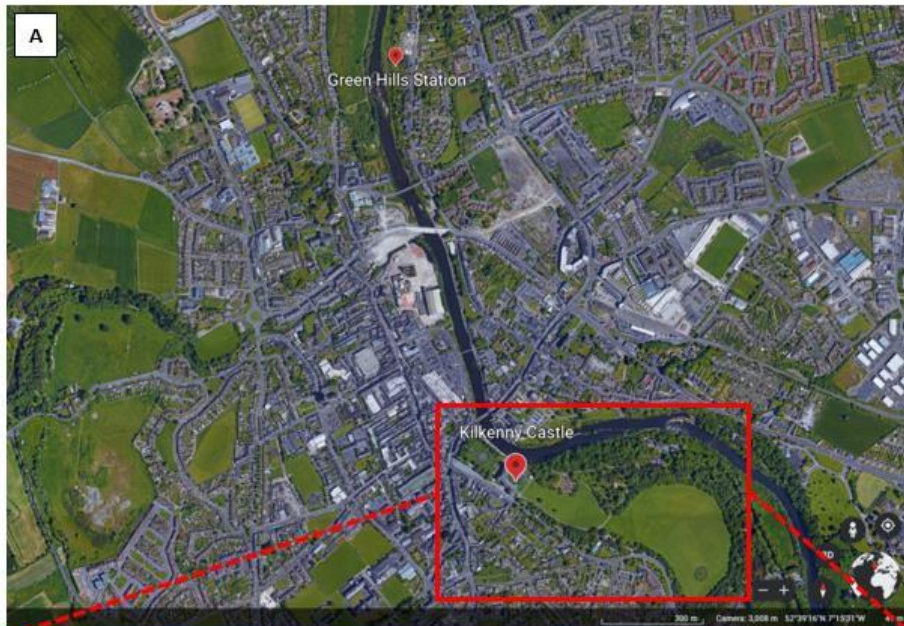 A
Green Hills Station
Kilkenny Castle
300 m Camera: 3,008 m 52°39'16"N 7°15'31"W